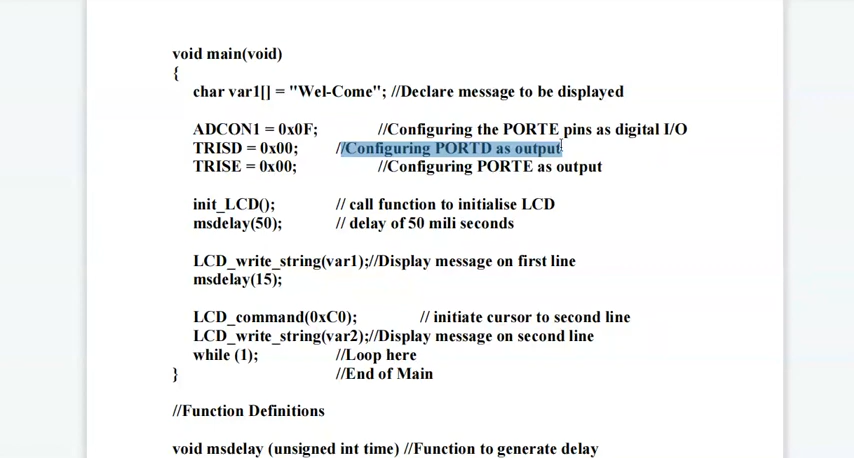 void main(void)
{
char var1[] = "Wel-Come"; //Declare message to be displayed
ADCON1 = 0x0F; //Configuring the PORTE pins as digital I/O
TRISD = 0x00; //Configuring PORTD as output
TRISE = 0x00; //Configuring PORTE as output
init_LCD(); // call function to initialise LCD
msdelay(50); // delay of 50 mili seconds
LCD_write_string(var1);//Display message on first line
msdelay(15);
LCD_command(0xC0); // initiate cursor to second line
LCD_write_string(var2);//Display message on second line
while (1); //Loop here
} //End of Main
//Function Definitions
void msdelay (unsigned int time) //Function to generate delay